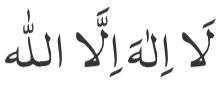 لَا اِلٰهَ اِلَّا اللّٰه